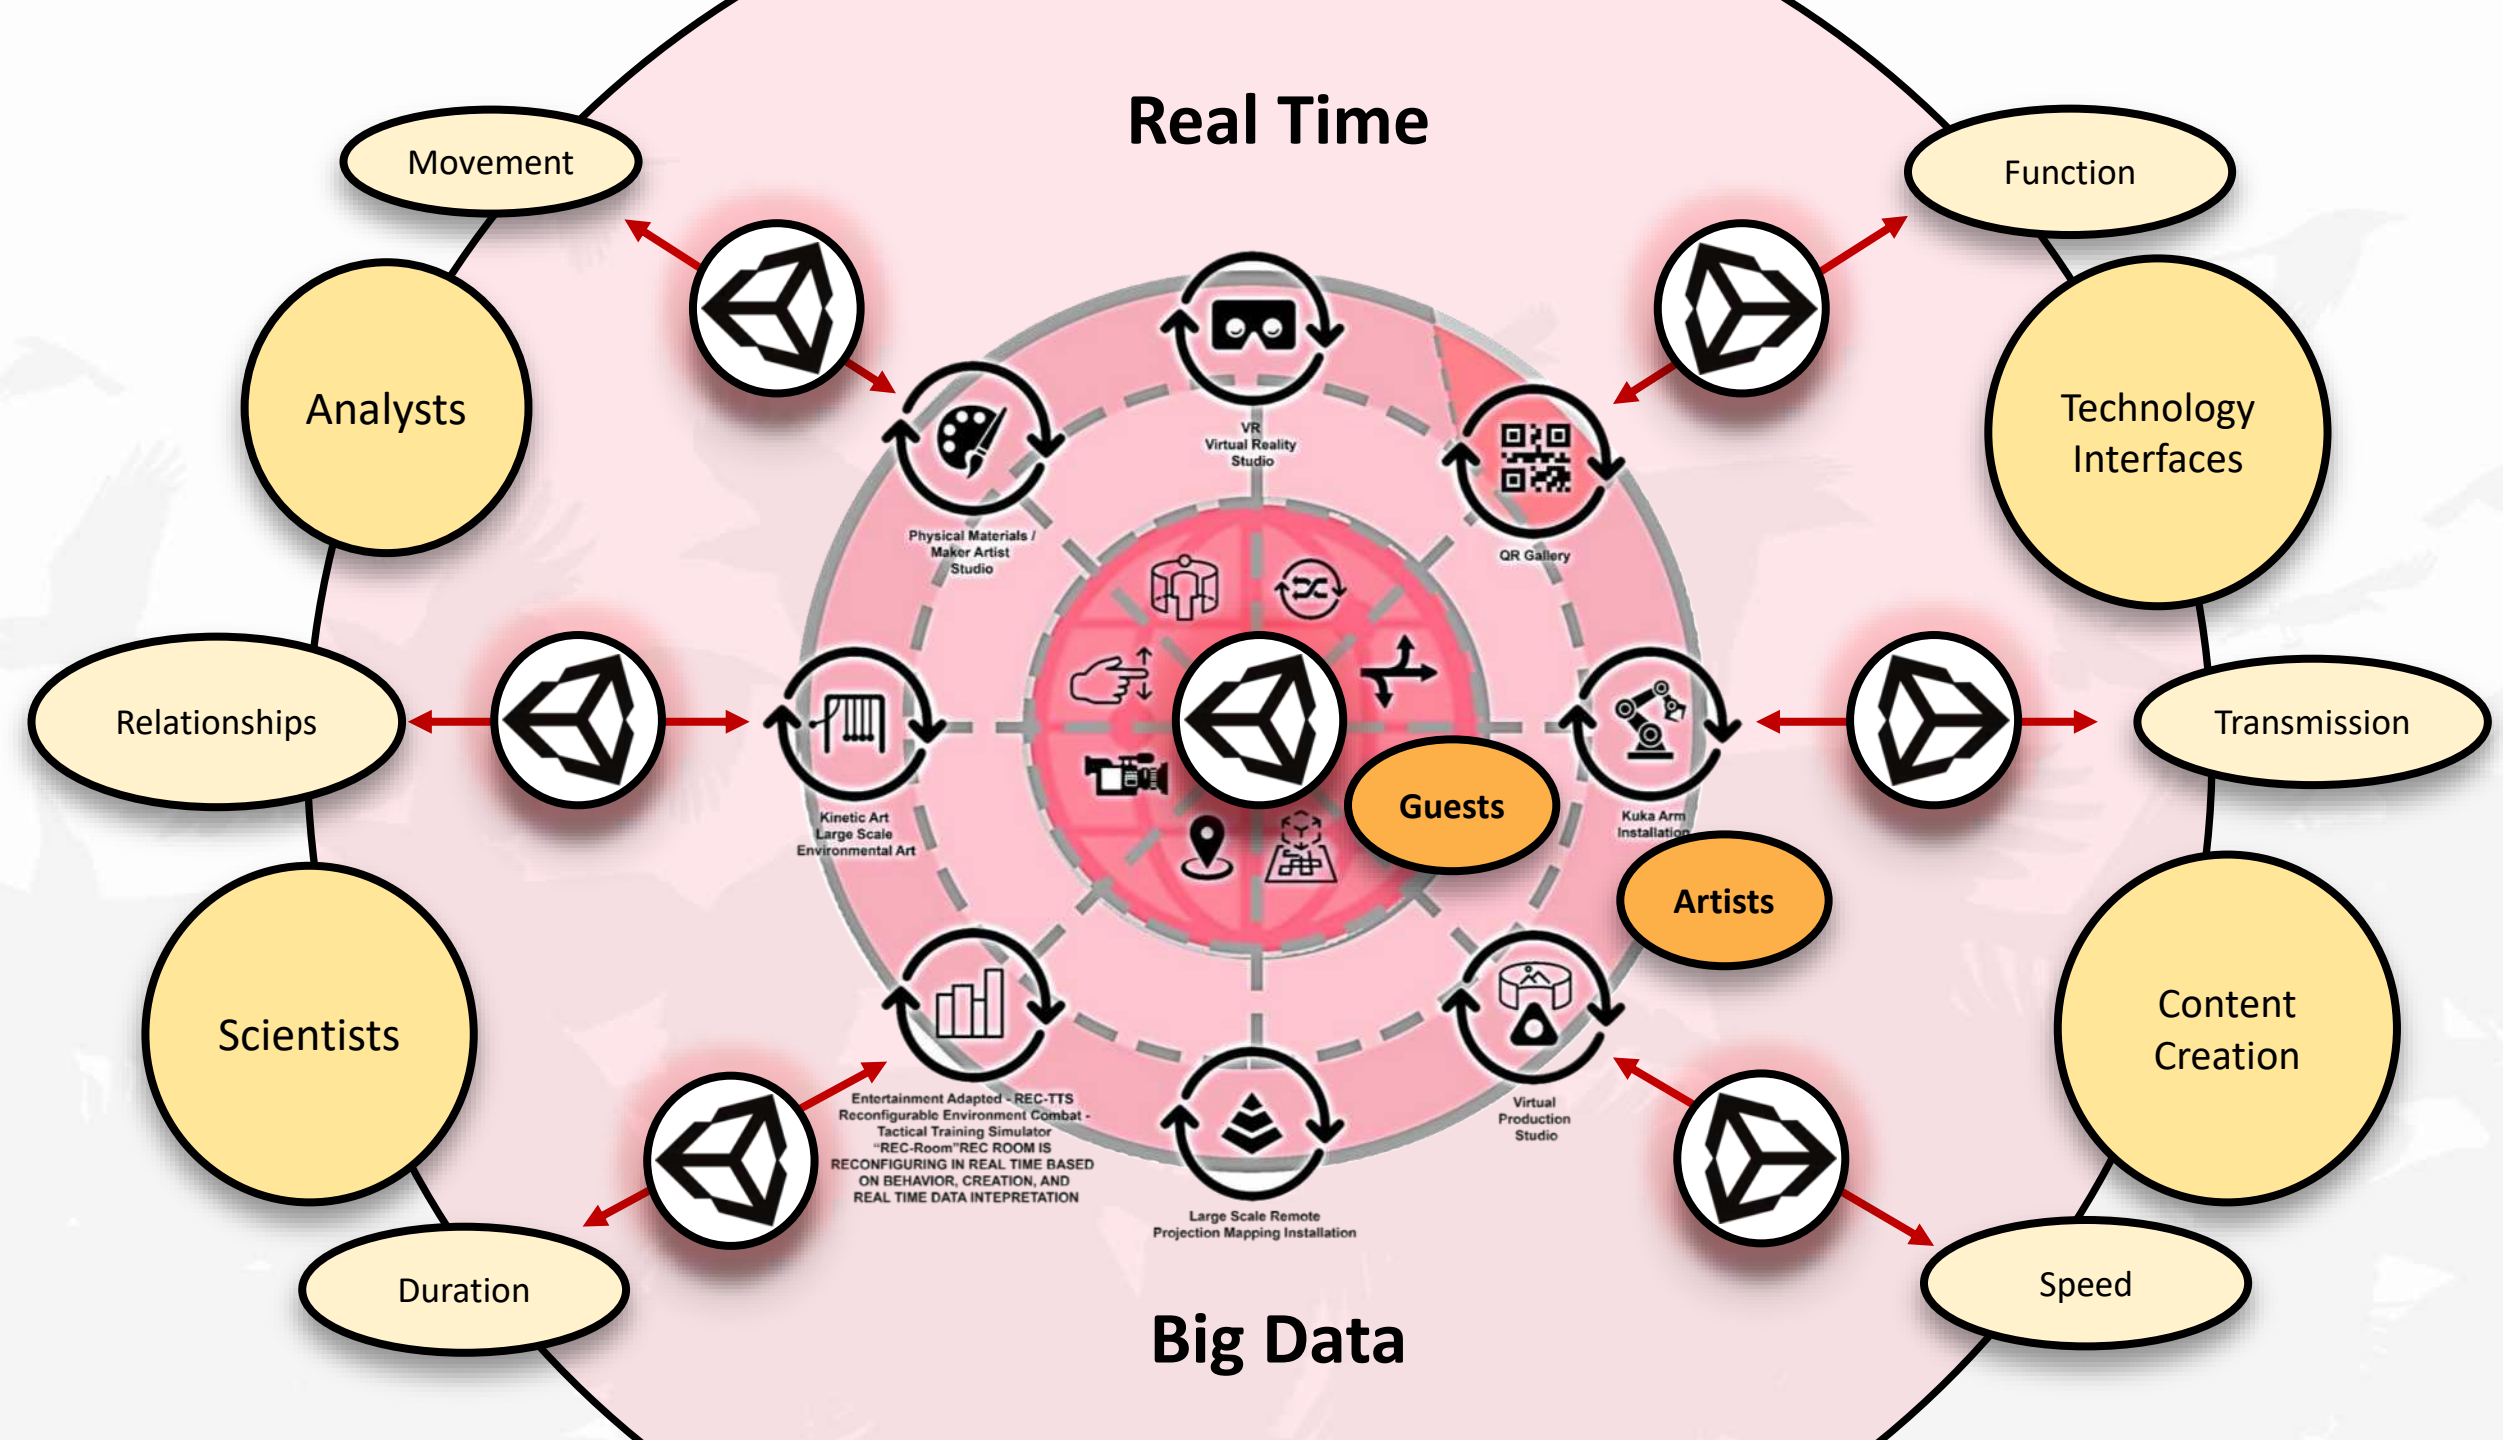 Real Time
Movement
Function
Analysts
Technology
Interfaces
VR
Virtual Reality
Studio
Physical Materials /
Maker Artist
Studio
QR Gallery
Relationships
Transmission
Kinetic Art
Large Scale
Environmental Art
Guests
Kuka Arm
Installation
Artists
Scientists
Content
Creation
Entertainment Adapted - REC-TTS
Reconfigurable Environment Combat -
Tactical Training Simulator
“REC-Room”REC ROOM IS
RECONFIGURING IN REAL TIME BASED
ON BEHAVIOR, CREATION, AND
REAL TIME DATA INTEPRETATION
Virtual
Production
Studio
Large Scale Remote
Projection Mapping Installation
Duration
Speed
Big Data